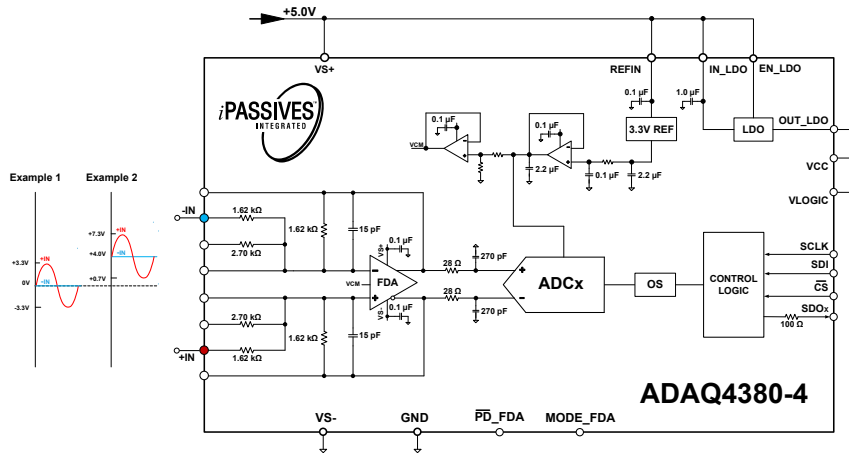 +5.0V
VS+
REFIN
IN_LDO
EN_LDO
iPASSIVES™
INTEGRATED
0.1 µF
1.0 µF
0.1 µF
0.1 µF
3.3V REF
LDO
OUT_LDO
VCM
2.2 µF
0.1 µF
2.2 µF
VCC
VLOGIC
Example 1
Example 2
+IN
-IN
+3.3V
0V
-3.3V
+IN
-IN
+7.3V
+4.0V
+0.7V
-IN
1.62 kΩ
2.70 kΩ
1.62 kΩ
15 pF
VS+
0.1 µF
FDA
VCM
VS-
0.1 µF
28 Ω
270 pF
28 Ω
270 pF
ADCx
OS
CONTROL
LOGIC
SCLK
SDI
CS
SDOx
100 Ω
+IN
2.70 kΩ
1.62 kΩ
1.62 kΩ
15 pF
ADAQ4380-4
VS-
GND
PD_FDA
MODE_FDA